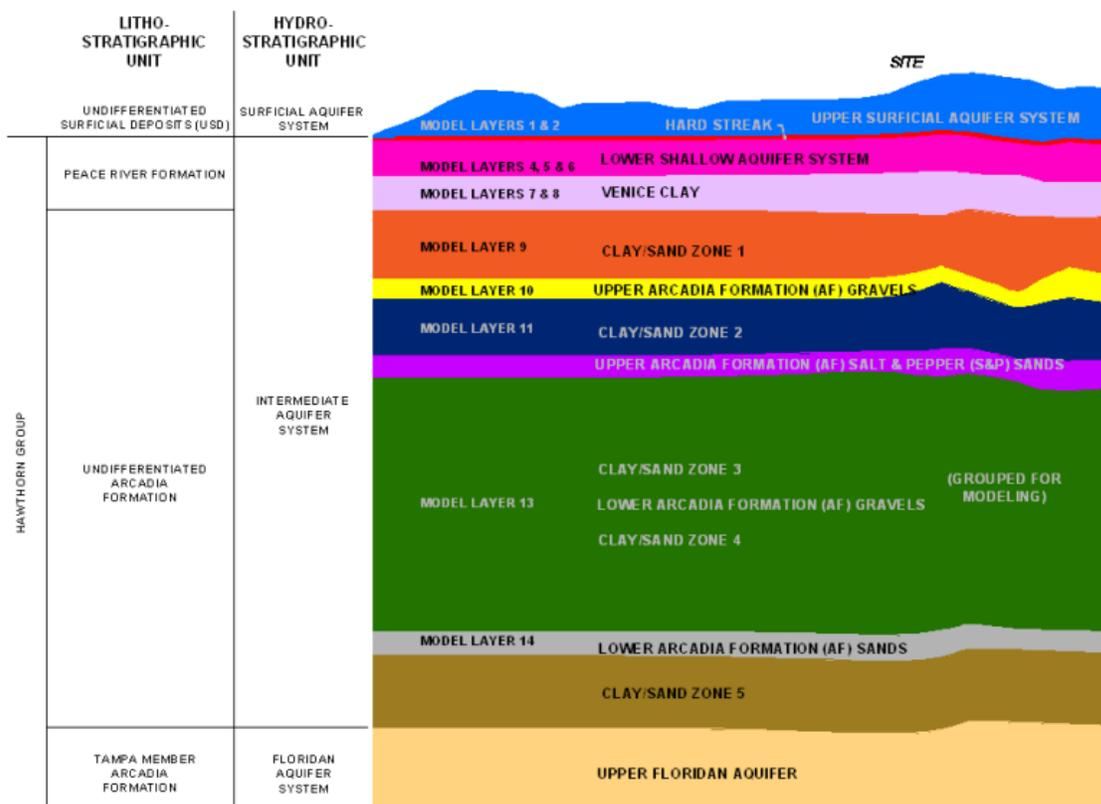 LITHO-
STRATIGRAPHIC
UNIT
HYDRO-
STRATIGRAPHIC
UNIT
SITE
UNDIFFERENTIATED
SURFICIAL DEPOSITS (USD)
SURFICIAL AQUIFER
SYSTEM
MODEL LAYERS 1 & 2
HARD STREAK
UPPER SURFICIAL AQUIFER SYSTEM
PEACE RIVER FORMATION
MODEL LAYERS 4, 5 & 6
LOWER SHALLOW AQUIFER SYSTEM
MODEL LAYERS 7 & 8
VENICE CLAY
MODEL LAYER 9
CLAY/SAND ZONE 1
MODEL LAYER 10
UPPER ARCADIA FORMATION (AF) GRAVELS
MODEL LAYER 11
CLAY/SAND ZONE 2
UPPER ARCADIA FORMATION (AF) SALT & PEPPER (S&P) SANDS
HAWTHORN GROUP
UNDIFFERENTIATED
ARCADIA
FORMATION
INTERMEDIATE
AQUIFER
SYSTEM
MODEL LAYER 13
CLAY/SAND ZONE 3
LOWER ARCADIA FORMATION (AF) GRAVELS
CLAY/SAND ZONE 4
(GROUPED FOR
MODELING)
MODEL LAYER 14
LOWER ARCADIA FORMATION (AF) SANDS
CLAY/SAND ZONE 5
TAMPA MEMBER
ARCADIA
FORMATION
FLORIDAN
AQUIFER
SYSTEM
UPPER FLORIDAN AQUIFER